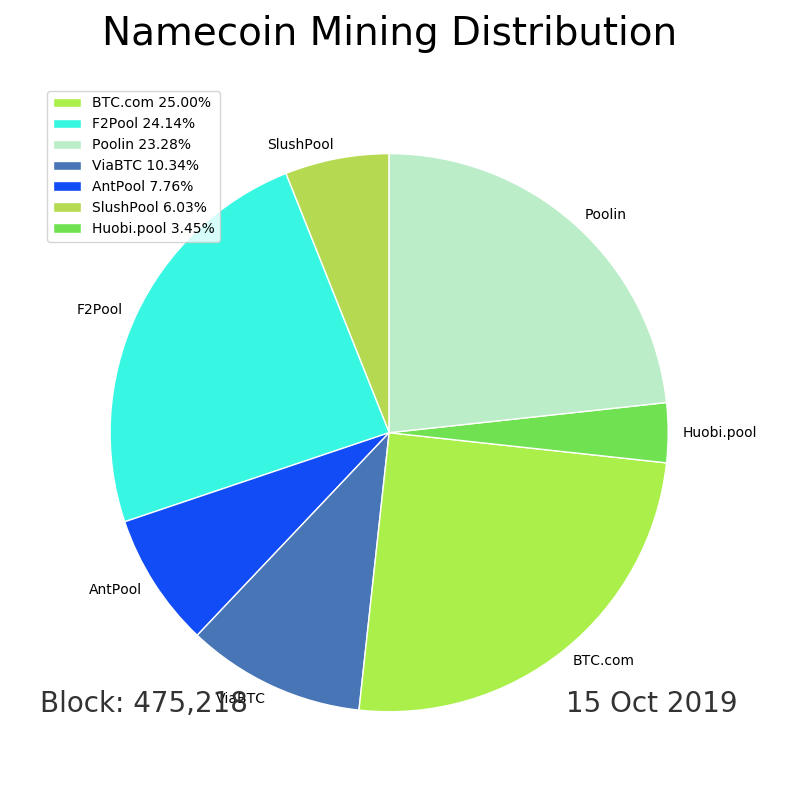 Namecoin Mining Distribution
BTC.com 25.00%
F2Pool 24.14%
Poolin 23.28%
ViaBTC 10.34%
AntPool 7.76%
SlushPool 6.03%
Huobi.pool 3.45%
SlushPool
Poolin
F2Pool
Huobi.pool
AntPool
BTC.com
ViaBTC
Block: 475,218
15 Oct 2019